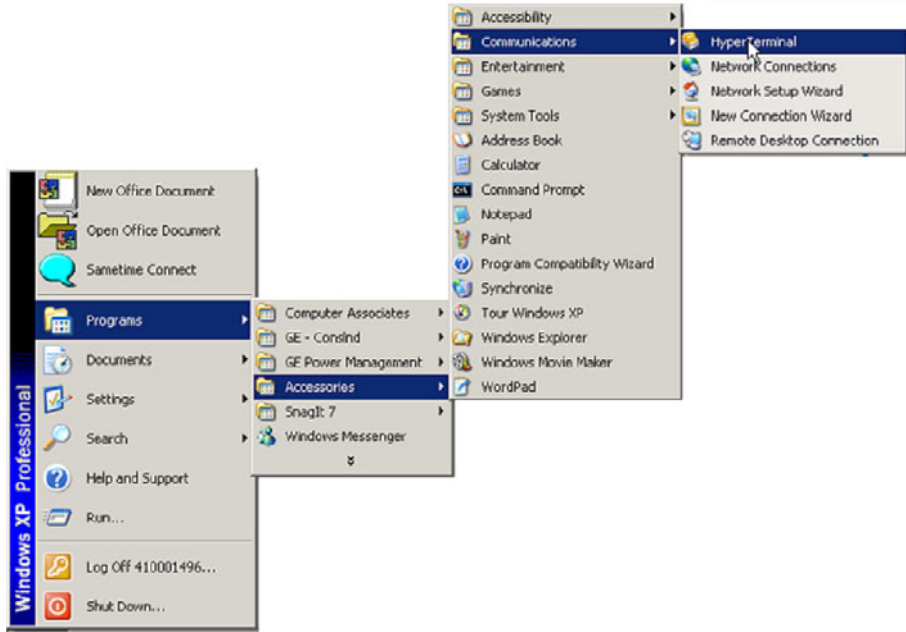 New Office Document
Open Office Document
Sametime Connect
Programs
Documents
Settings
Search
Help and Support
Run...
Log Off 410001496...
Shut Down...
Windows XP Professional
Computer Associates
GE - ConsInd
GE Power Management
Accessories
SnagIt 7
Windows Messenger
Accessibility
Communications
Entertainment
Games
System Tools
Address Book
Calculator
Command Prompt
Notepad
Paint
Program Compatibility Wizard
Synchronize
Tour Windows XP
Windows Explorer
Windows Movie Maker
WordPad
HyperTerminal
Network Connections
Network Setup Wizard
New Connection Wizard
Remote Desktop Connection